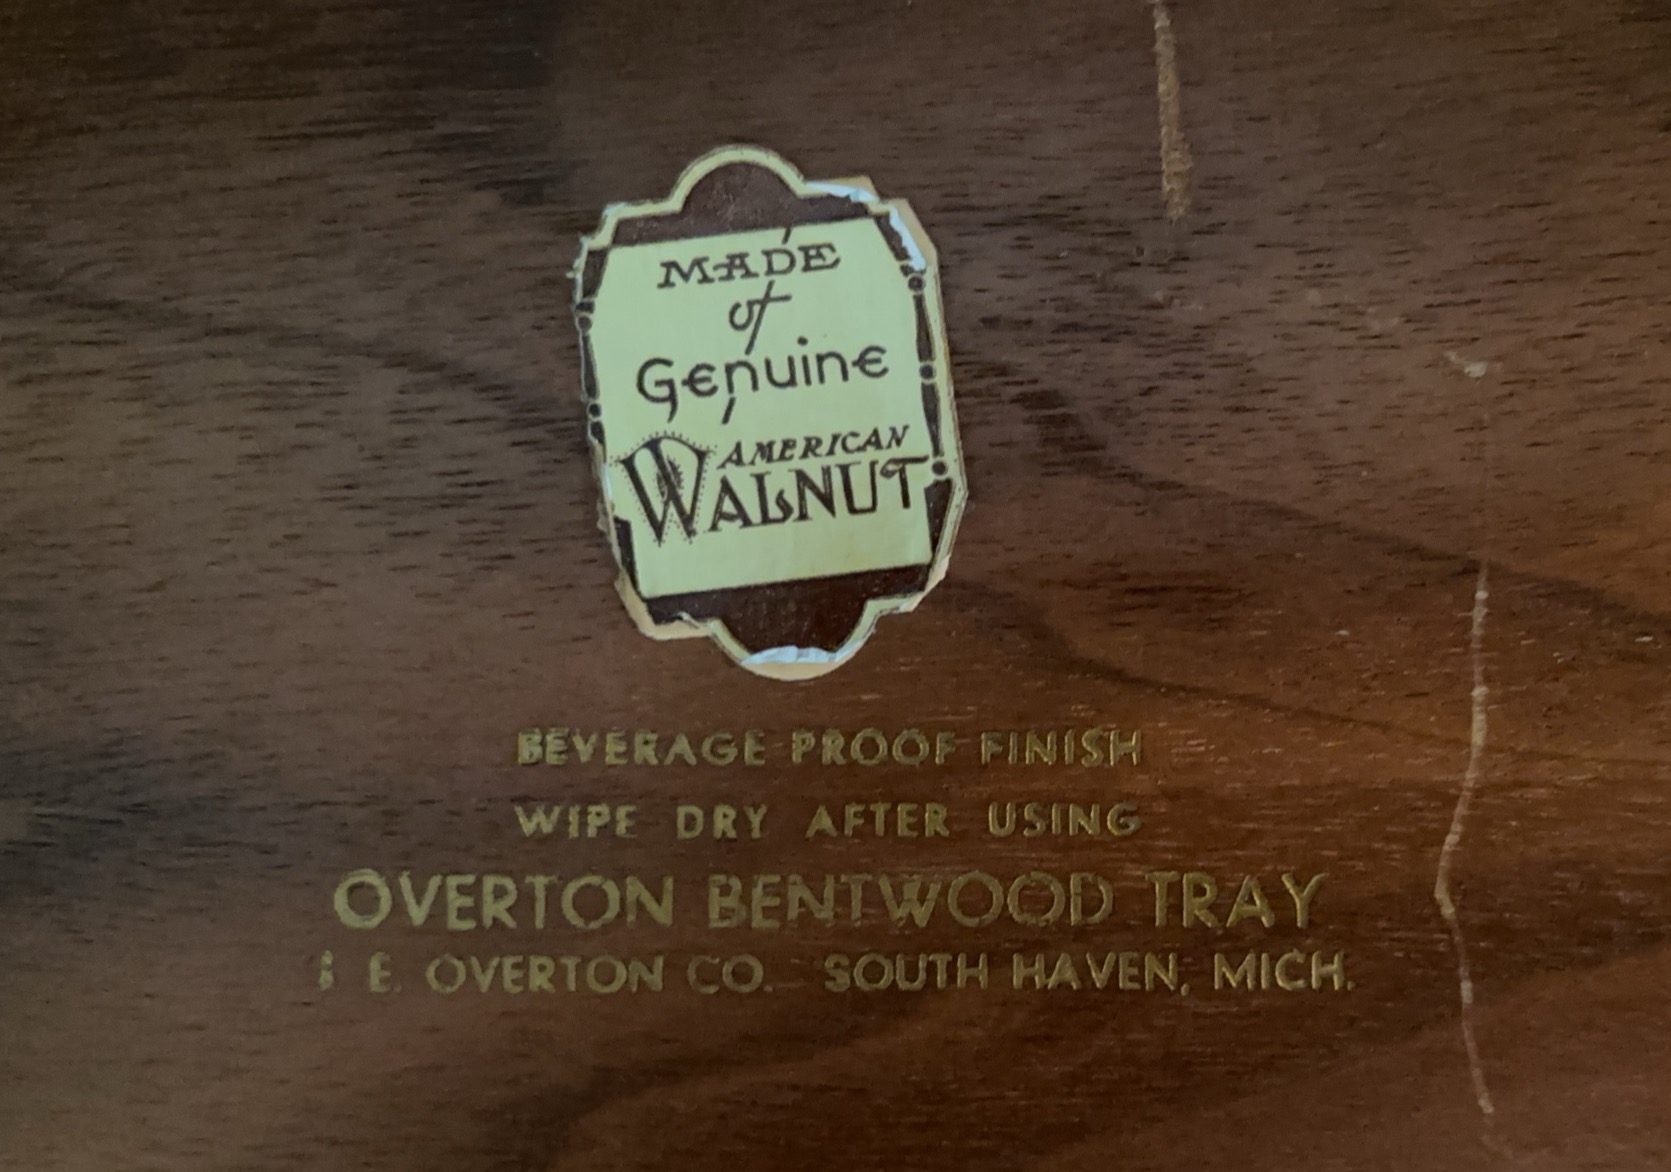 MADE
of
Genuine
AMERICAN
WALNUT
BEVERAGE PROOF FINISH
WIPE DRY AFTER USING
OVERTON BENTWOOD TRAY
E. OVERTON CO. SOUTH HAVEN, MICH.